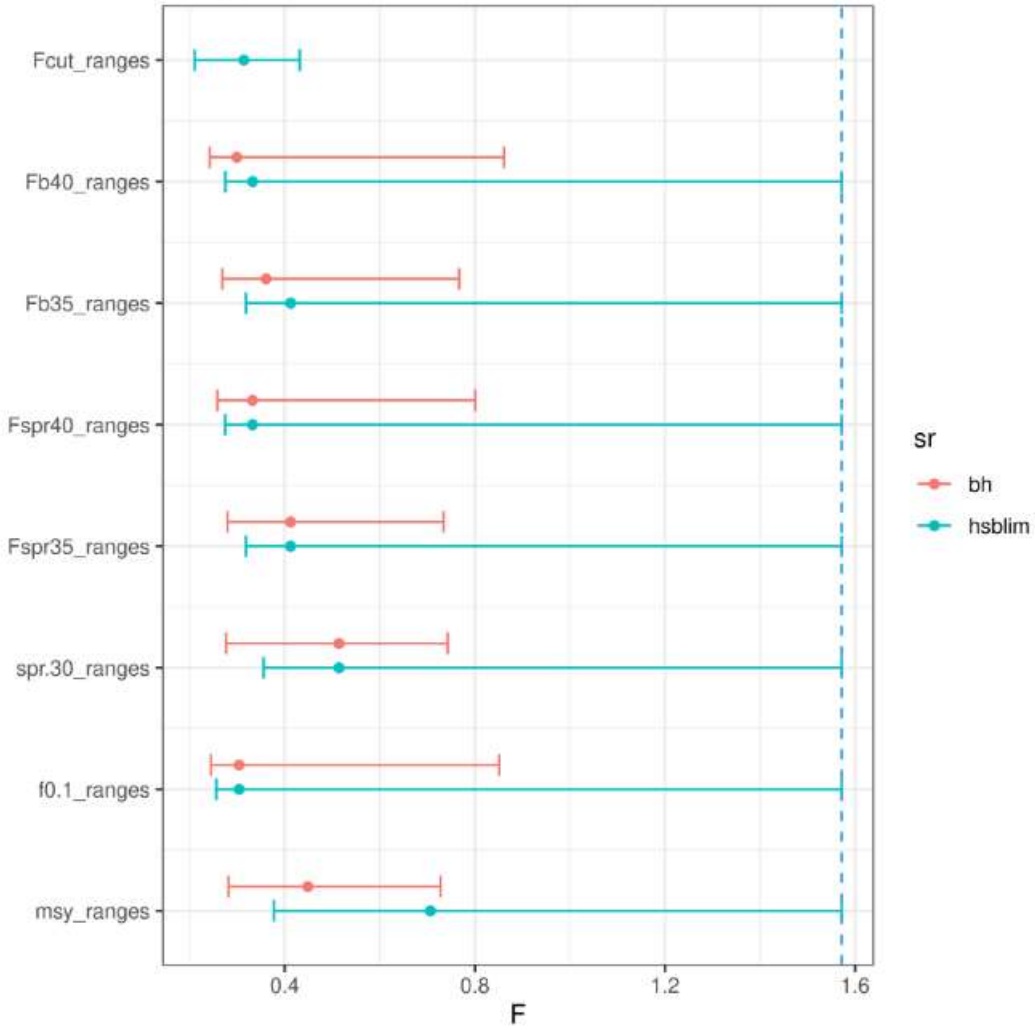 Fcut_ranges
Fb40_ranges
Fb35_ranges
Fspr40_ranges
Fspr35_ranges
spr.30_ranges
f0.1_ranges
msy_ranges
0.4 0.8 1.2 1.6
F
sr
bh
hsblim